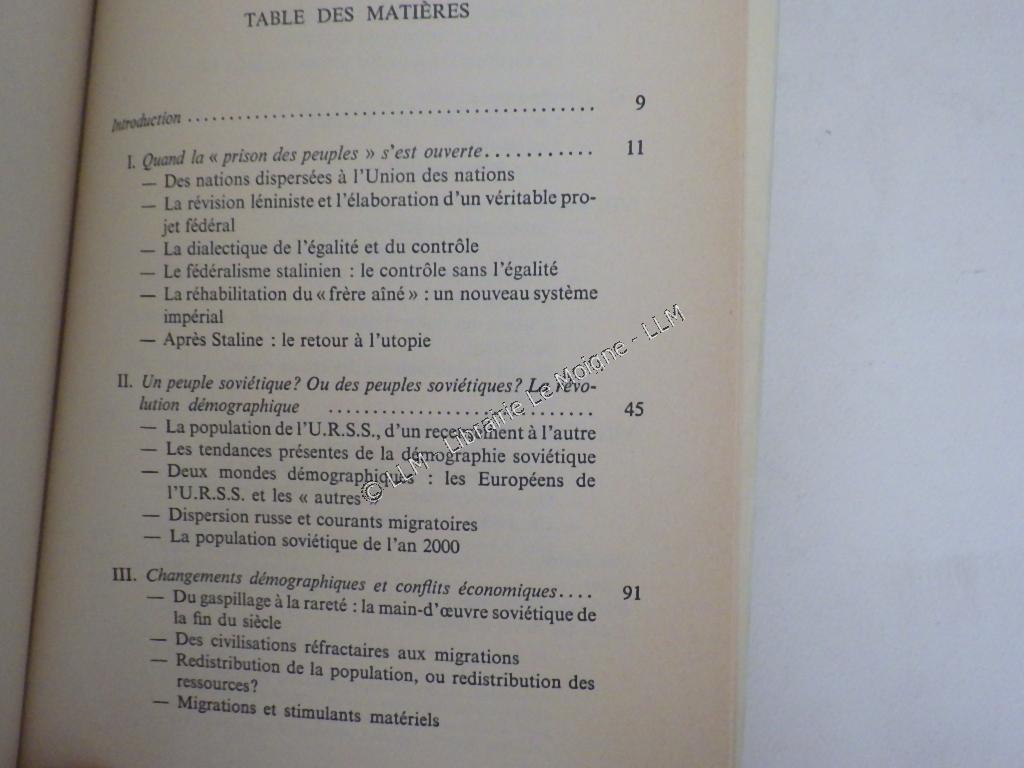 TABLE DES MATIÈRES
Introduction ........................................ 9
I. Quand la « prison des peuples » s'est ouverte........... 11
— Des nations dispersées à l'Union des nations
— La révision léniniste et l'élaboration d'un véritable pro-
jet fédéral
— La dialectique de l'égalité et du contrôle
— Le fédéralisme stalinien : le contrôle sans l'égalité
— La réhabilitation du « frère aîné » : un nouveau système
impérial
— Après Staline : le retour à l'utopie
II. Un peuple soviétique? Ou des peuples soviétiques? La révo-
lution démographique ............................ 45
— La population de l'U.R.S.S., d'un recensement à l'autre
— Les tendances présentes de la démographie soviétique
— Deux mondes démographiques : les Européens de
l'U.R.S.S. et les « autres »
— Dispersion russe et courants migratoires
— La population soviétique de l'an 2000
III. Changements démographiques et conflits économiques.... 91
— Du gaspillage à la rareté : la main-d'œuvre soviétique de
la fin du siècle
— Des civilisations réfractaires aux migrations
— Redistribution de la population, ou redistribution des
ressources?
— Migrations et stimulants matériels
© LLM - Librairie Le Moigne - LLM